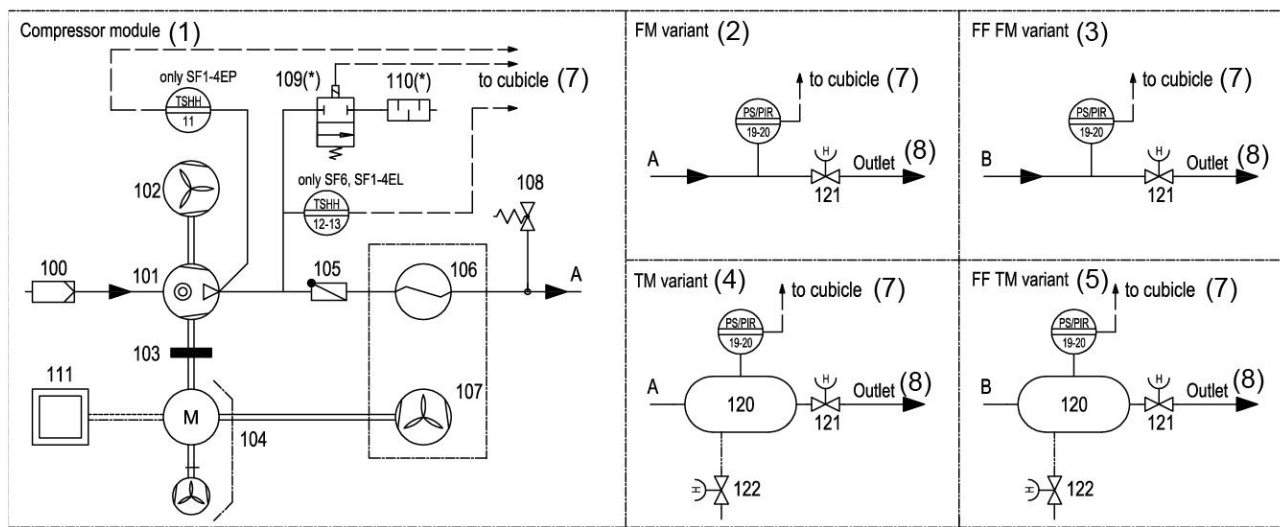 Compressor module (1)
only SF1-4EP
TSHH
11
109(*)
110(*)
to cubicle (7)
102
only SF6, SF1-4EL
TSHH
12-13
108
100
101
105
106
A
103
111
M
104
107
FM variant (2)
to cubicle (7)
PS/PIR
19-20
A
H
Outlet (8)
121
FF FM variant (3)
to cubicle (7)
PS/PIR
19-20
B
H
Outlet (8)
121
TM variant (4)
to cubicle (7)
PS/PIR
19-20
A
120
H
Outlet (8)
121
H
122
FF TM variant (5)
to cubicle (7)
PS/PIR
19-20
B
120
H
Outlet (8)
121
H
122